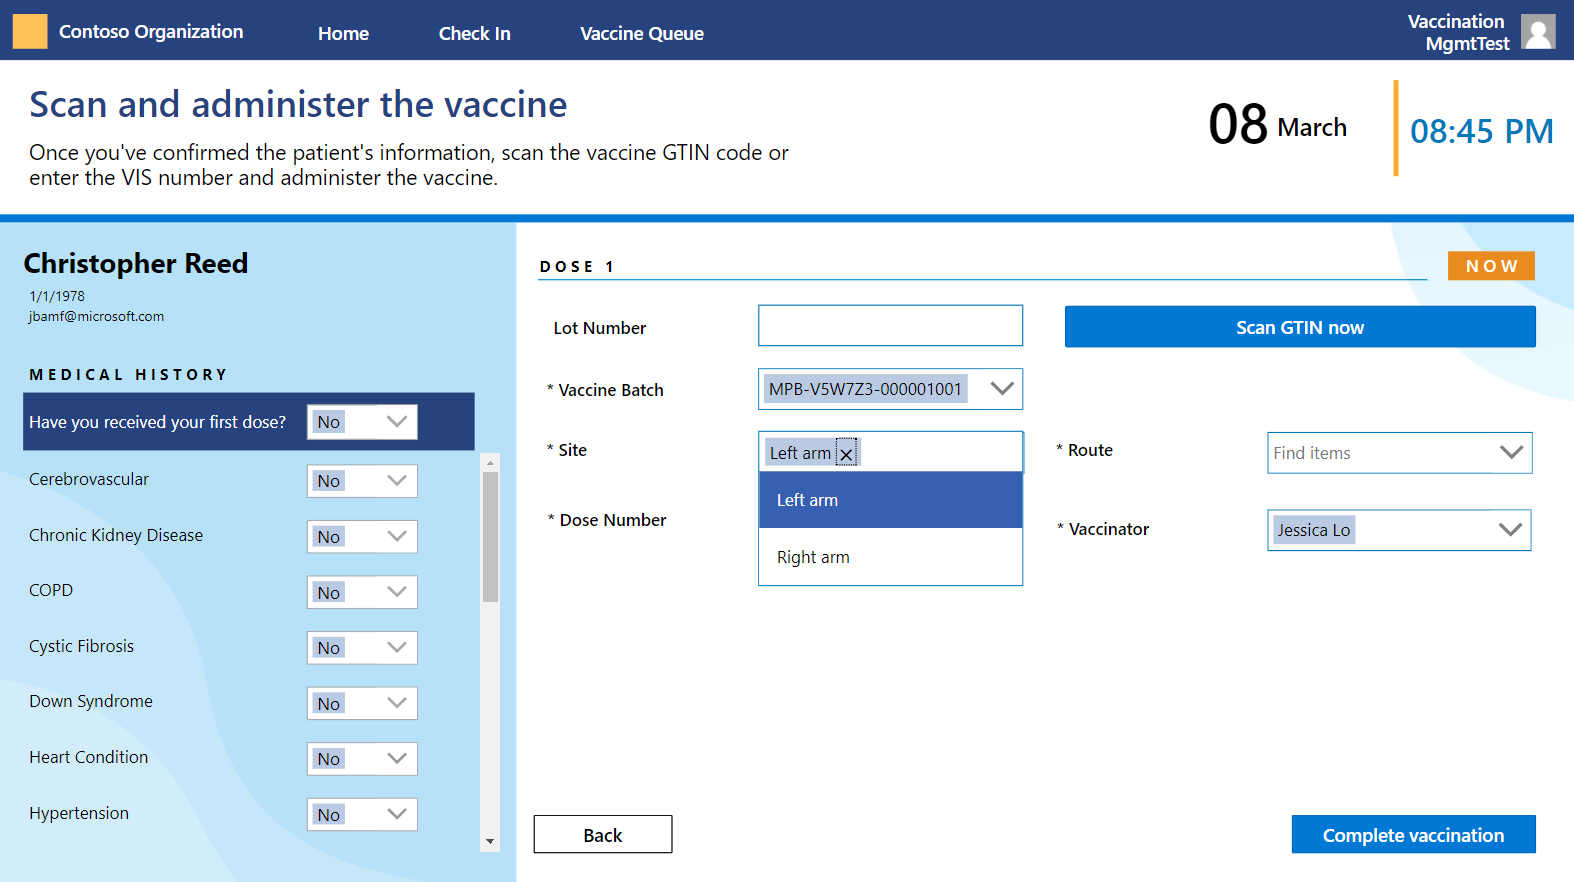 Contoso Organization
Home
Check In
Vaccine Queue
Vaccination
MgmtTest
Scan and administer the vaccine
Once you've confirmed the patient's information, scan the vaccine GTIN code or
enter the VIS number and administer the vaccine.
08 March
08:45 PM
Christopher Reed
1/1/1978
jbamf@microsoft.com
MEDICAL HISTORY
Have you received your first dose? No
Cerebrovascular No
Chronic Kidney Disease No
COPD No
Cystic Fibrosis No
Down Syndrome No
Heart Condition No
Hypertension No
DOSE 1
NOW
Lot Number
Scan GTIN now
* Vaccine Batch MPB-V5W7Z3-000001001
* Site Left arm
Left arm
Right arm
* Route Find items
* Dose Number
* Vaccinator Jessica Lo
Back
Complete vaccination